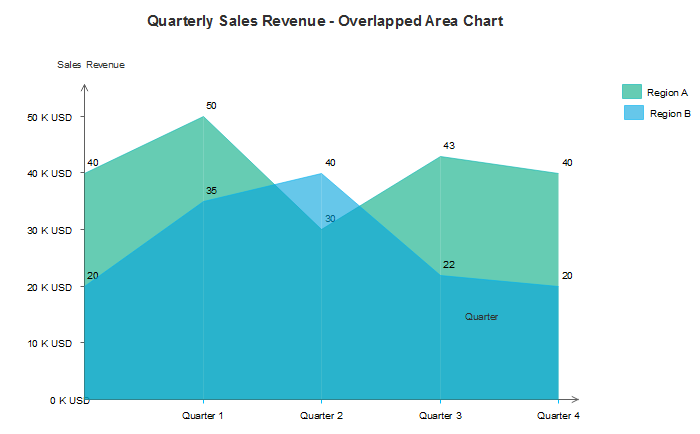 Quarterly Sales Revenue - Overlapped Area Chart
Sales Revenue
Region A
Region B
50 K USD
40 K USD
30 K USD
20 K USD
10 K USD
0 K USD
40
50
30
43
40
20
35
40
22
20
Quarter
Quarter 1
Quarter 2
Quarter 3
Quarter 4